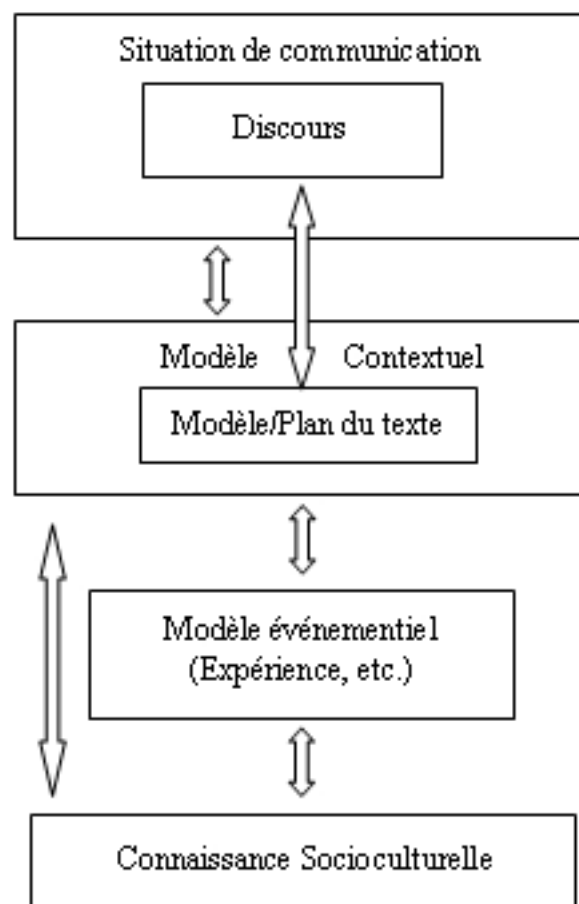 Situation de communication
Discours
Modèle Contextuel
Modèle/Plan du texte
Modèle événementiel
(Expérience, etc.)
Connaissance Socioculturelle